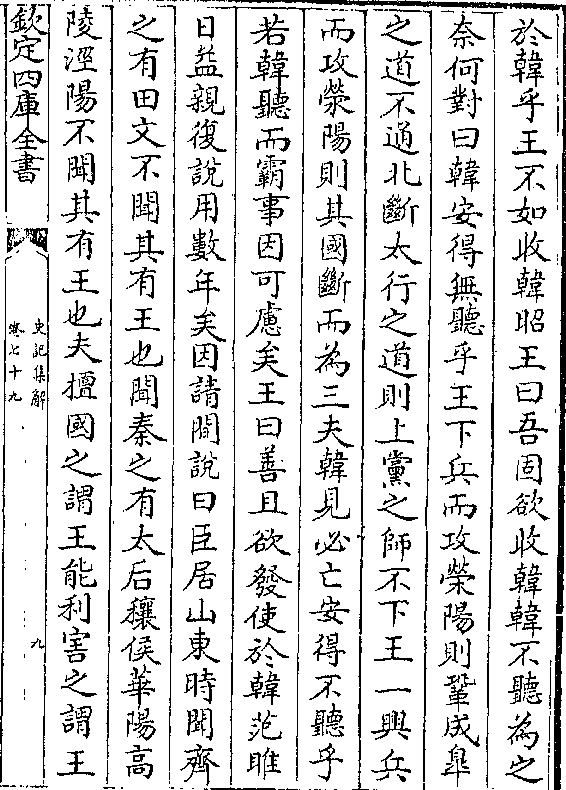 於韓乎王不如收韓昭王曰吾固欲收韓韓不聽為之
奈何對曰韓安得無聽乎王下兵而攻滎陽則鞏成臯
之道不通北斷太行之道則上黨之師不下王一興兵
而攻滎陽則其國斷而為三夫韓見必亡安得不聽乎
若韓聽而霸事因可慮矣王曰善且欲發使於韓范雎
日益親復說用數年矣因請間說曰臣居山東時聞齊
之有田文不聞其有王也聞秦之有太后穰侯華陽高
陵涇陽不聞其有王也夫擅國之謂王能利害之謂王
欽定四庫全書
史記集解
卷七十九
九